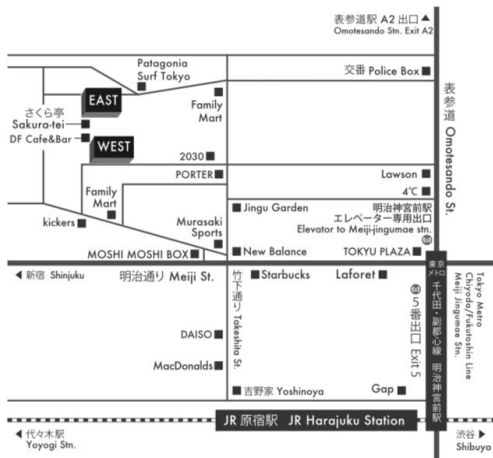 表参道駅 A2 出口 ▲
Omotesando Stn. Exit A2
Patagonia
Surf Tokyo
交番 Police Box
表参道 Omotesando St.
EAST
Family
Mart
さくら亭
Sakura-tei
DF Cafe&Bar
WEST
2030
PORTER
Lawson
4℃
Family
Mart
kickers
Murasaki
Sports
Jingu Garden
明治神宮前駅
エレベーター専用出口
Elevator to Meiji-jingumae stn.
MOSHI MOSHI BOX
New Balance
TOKYU PLAZA
◀ 新宿 Shinjuku
明治通り Meiji St.
竹下通り Takeshita St.
Starbucks
Laforet
5番出口 Exit 5
東京
メトロ
千代田・副都心線 明治神宮前駅
Tokyo Metro
Chiyoda/Fukutoshin Line
Meiji Jingumae Stn.
DAISO
MacDonalds
吉野家 Yoshinoya
Gap
JR 原宿駅 JR Harajuku Station
◀ 代々木駅
Yoyogi Stn.
渋谷 ▶
Shibuya